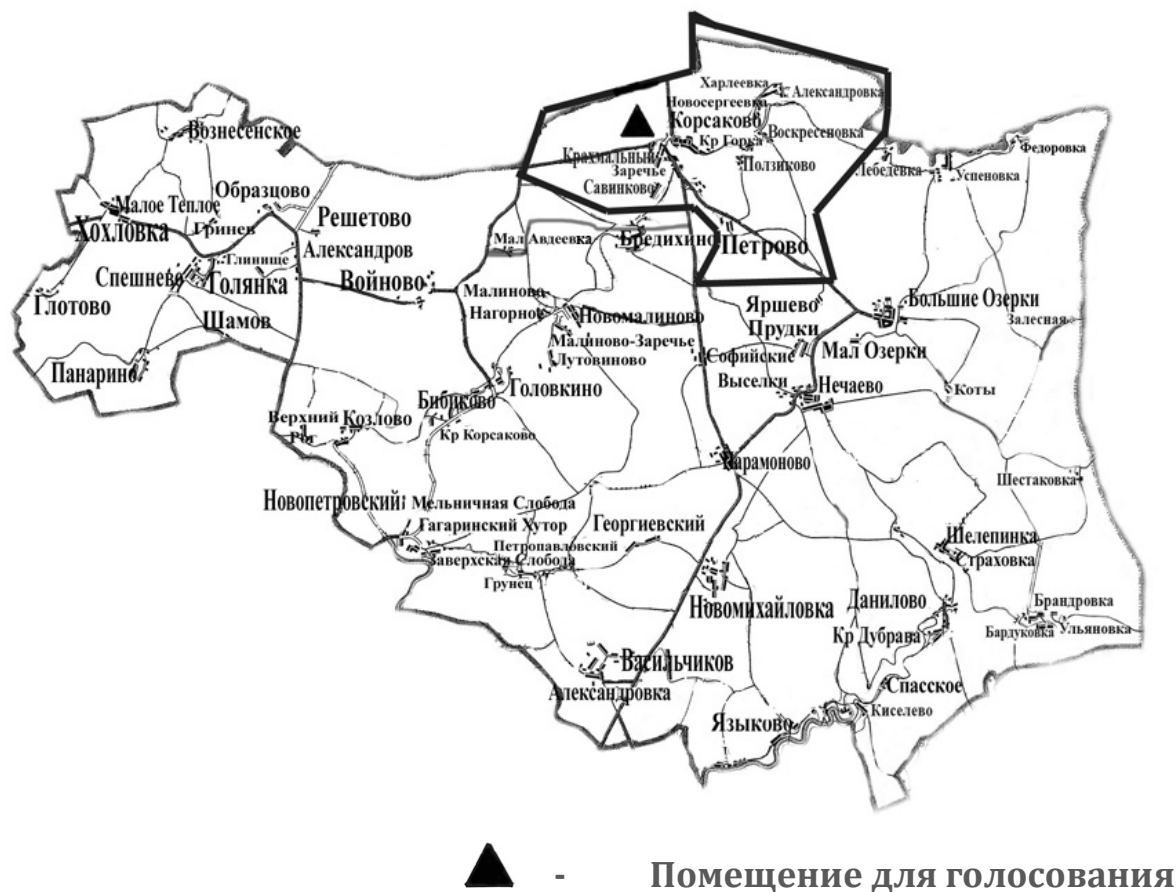 Харлеевка
Александровка
Новосергеевка
Корсаково
Вознесенское
Кр Горка
Воскресеновка
Крахмальный
Ползиково
Федоровка
Заречье
Лебедевка
Успеновка
Савинково
Образцово
Малое Теплое
Хохловка
Гринев
Решетово
Мал Авдеевка
Бредихино
Петрово
Александров
Глинище
Спешнево
Голянка
Войново
Глотово
Малиново
Яршево
Большие Озерки
Нагорное
Новомалиново
Залесная
Шамов
Прудки
Малиново-Заречье
Мал Озерки
Лутовиново
Софийские
Панарино
Выселки
Нечаево
Головкино
Коты
Бибиково
Верхний
Козлово
Кр Корсаково
Парамоново
Шестаковка
Новопетровский
Мельничная Слобода
Гагаринский Хутор
Георгиевский
Шелепинка
Петропавловский
Заверхская Слобода
Страховка
Грунец
Новомихайловка
Данилово
Брандровка
Бардуковка
Ульяновка
Кр Дубрава
Васильчиков
Александровка
Спасское
Киселево
Языково
- Помещение для голосования